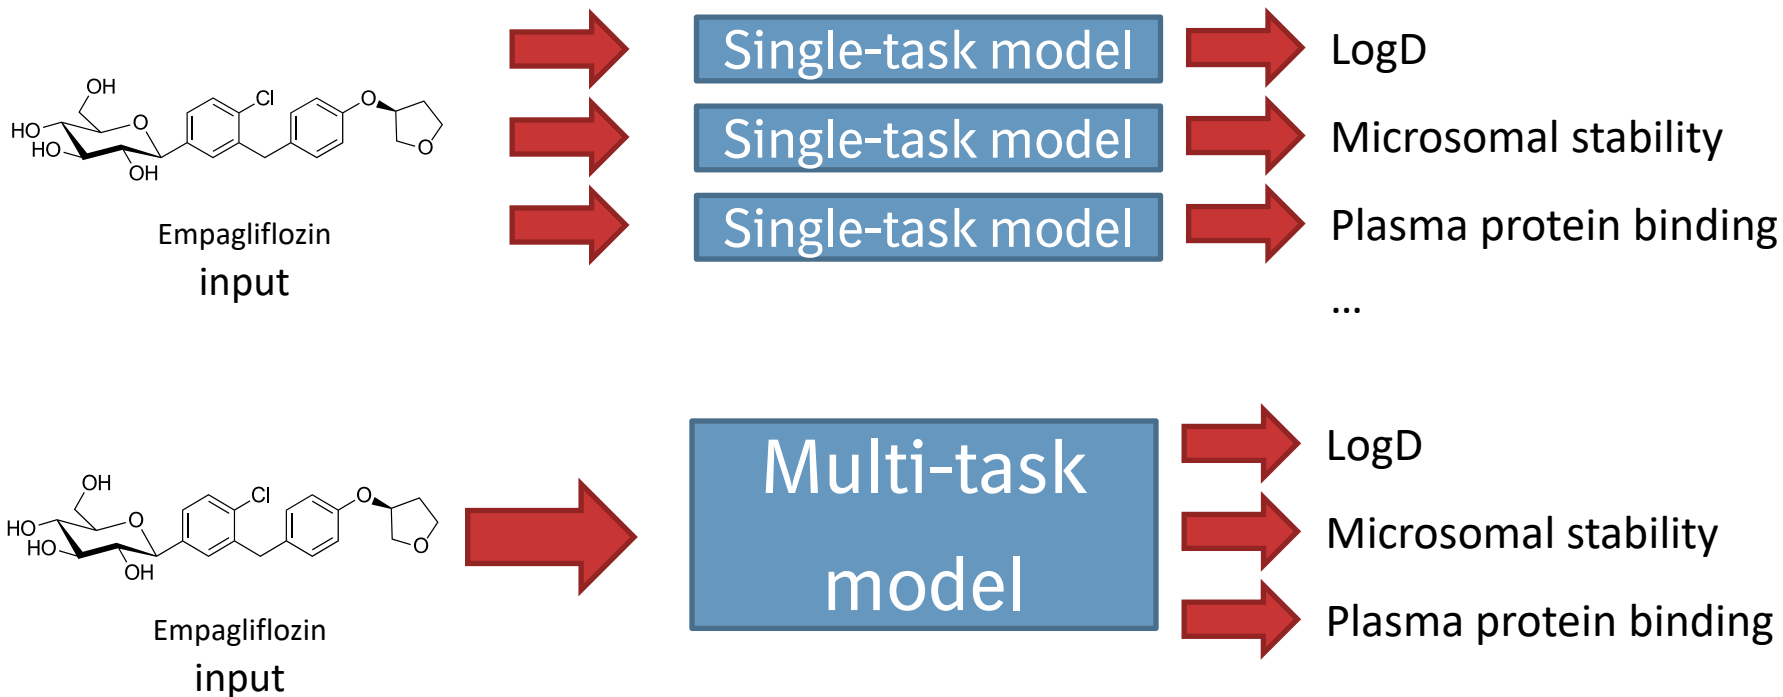 Single-task model
LogD
OH
Cl
O
O
HO
HO
OH
O
Single-task model
Microsomal stability
Empagliflozin
input
Single-task model
Plasma protein binding
...
Multi-task
model
LogD
OH
Cl
O
O
HO
HO
OH
O
Microsomal stability
Empagliflozin
input
Plasma protein binding